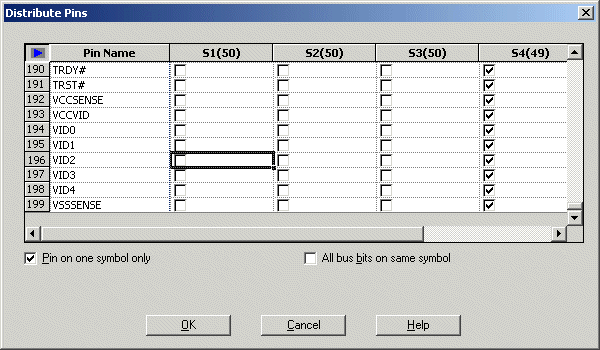 Distribute Pins
Pin Name S1(50) S2(50) S3(50) S4(49)
190 TRDY#
191 TRST#
192 VCCSENSE
193 VCCVID
194 VID0
195 VID1
196 VID2
197 VID3
198 VID4
199 VSSSENSE
Pin on one symbol only All bus bits on same symbol
OK Cancel Help